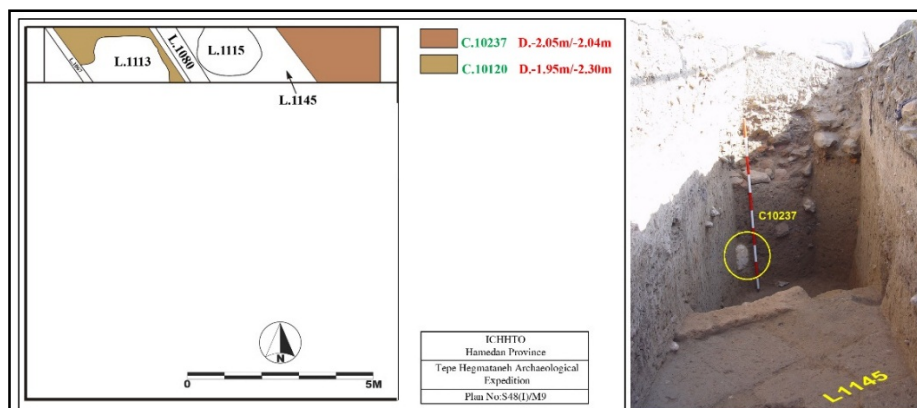 L.1113
L.1080
L.1115
L.1145
C.10237 D.-2.05m/-2.04m
C.10120 D.-1.95m/-2.30m
N
0 5M
ICHHTO
Hamedan Province
Tepe Hegmataneh Archaeological
Expedition
Plan No:S48(I)/M9
C10237
L1145